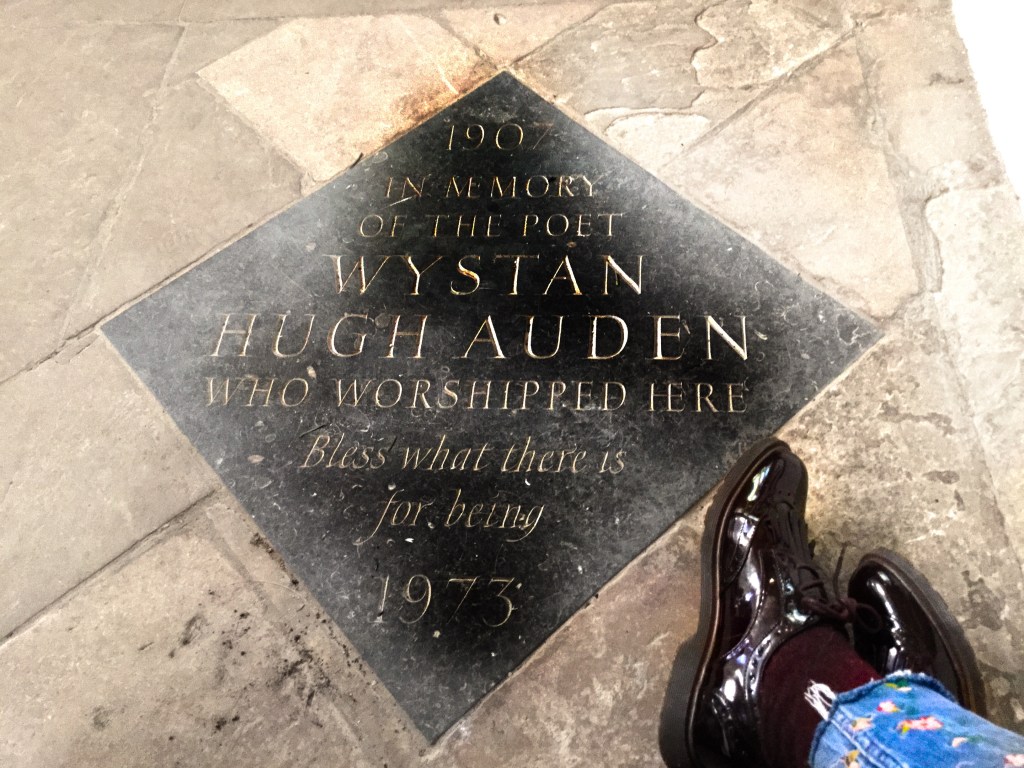 1907
IN MEMORY
OF THE POET
WYSTAN
HUGH AUDEN
WHO WORSHIPPED HERE
Bless what there is
for being
1973